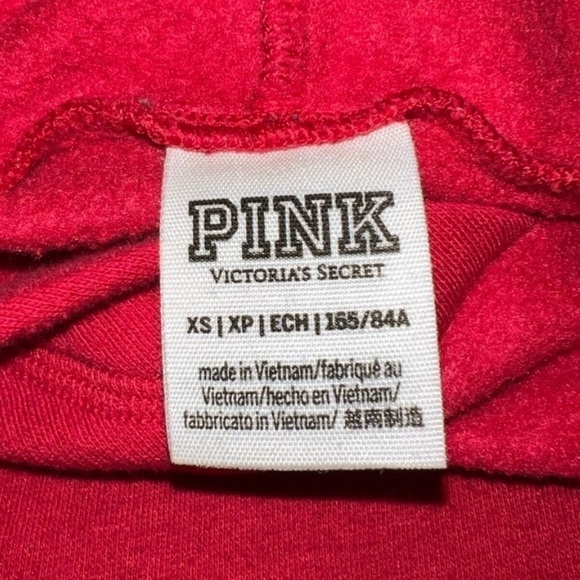 PINK
VICTORIA'S SECRET
XS | XP | ECH | 165/84A
made in Vietnam/fabriqué au
Vietnam/hecho en Vietnam/
fabbricato in Vietnam/ 越南制造